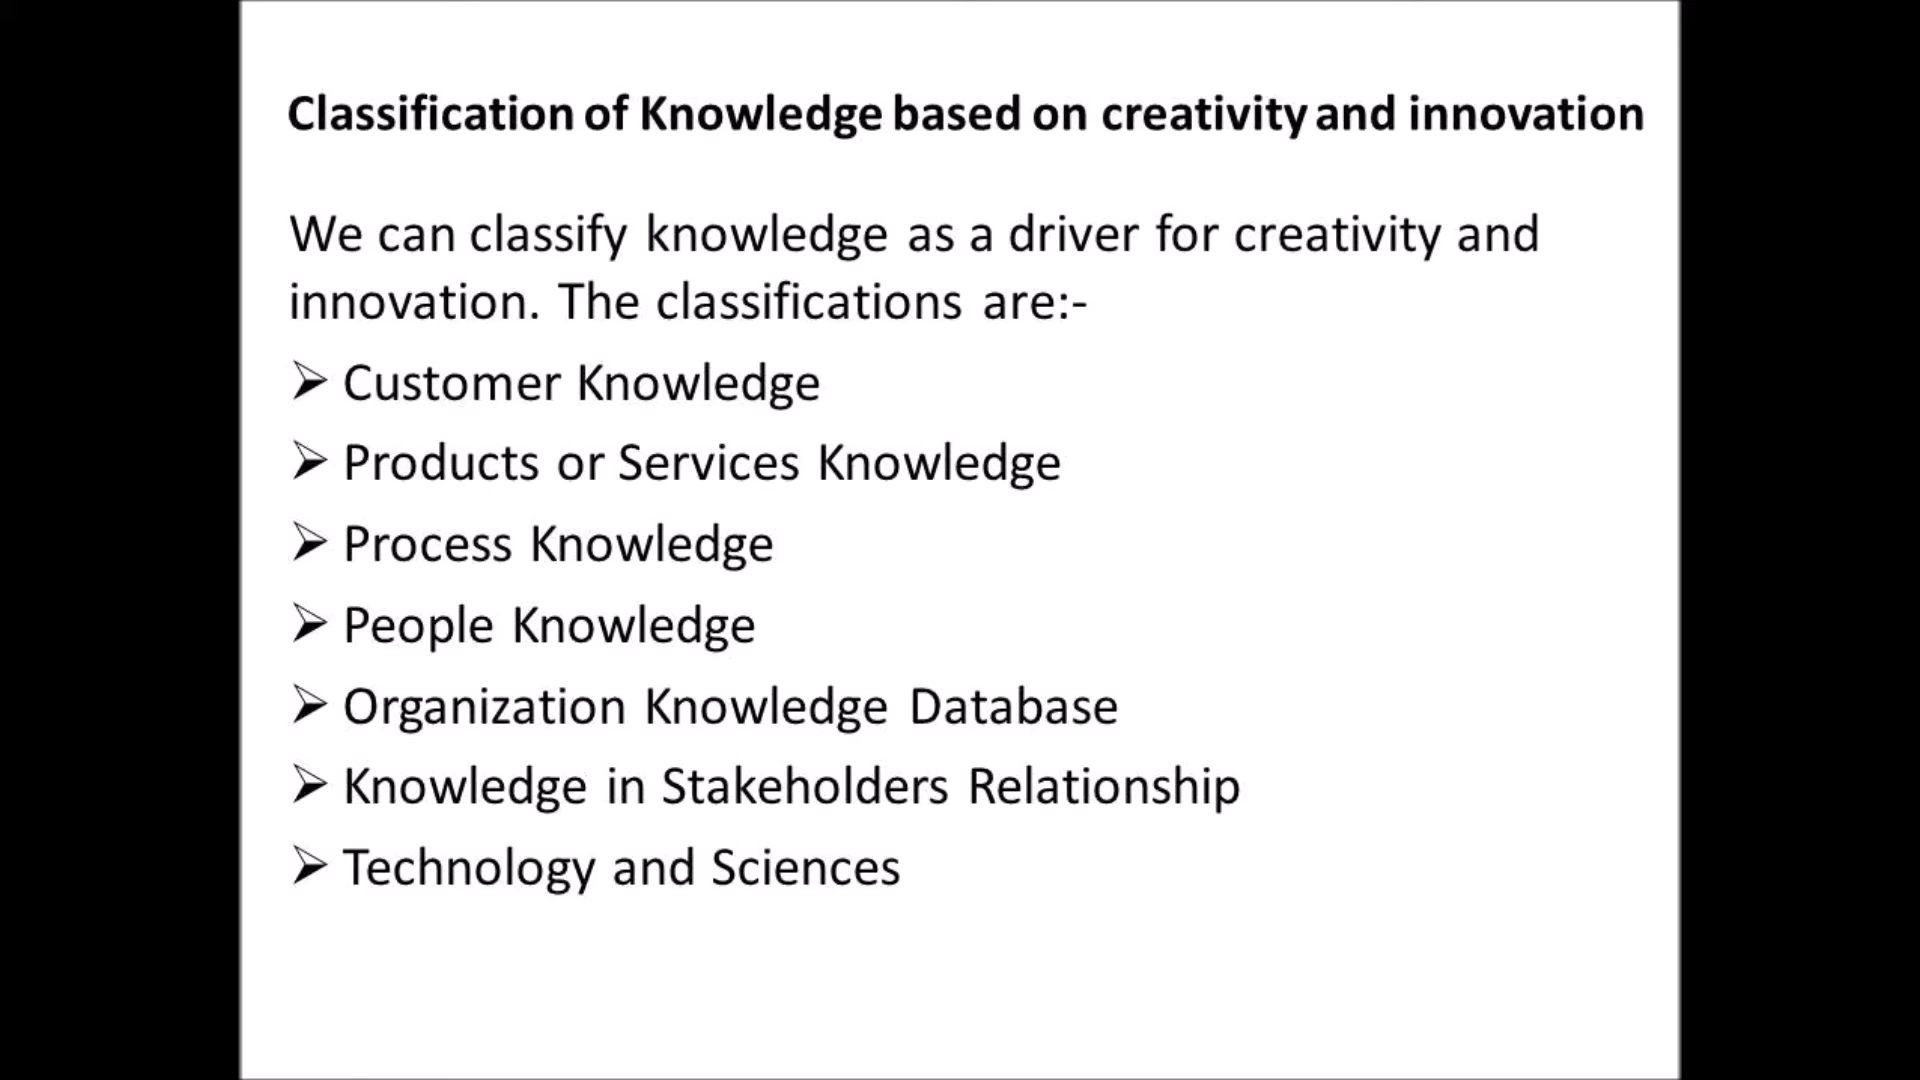 Classification of Knowledge based on creativity and innovation
We can classify knowledge as a driver for creativity and
innovation. The classifications are:-
➢ Customer Knowledge
➢ Products or Services Knowledge
➢ Process Knowledge
➢ People Knowledge
➢ Organization Knowledge Database
➢ Knowledge in Stakeholders Relationship
➢ Technology and Sciences